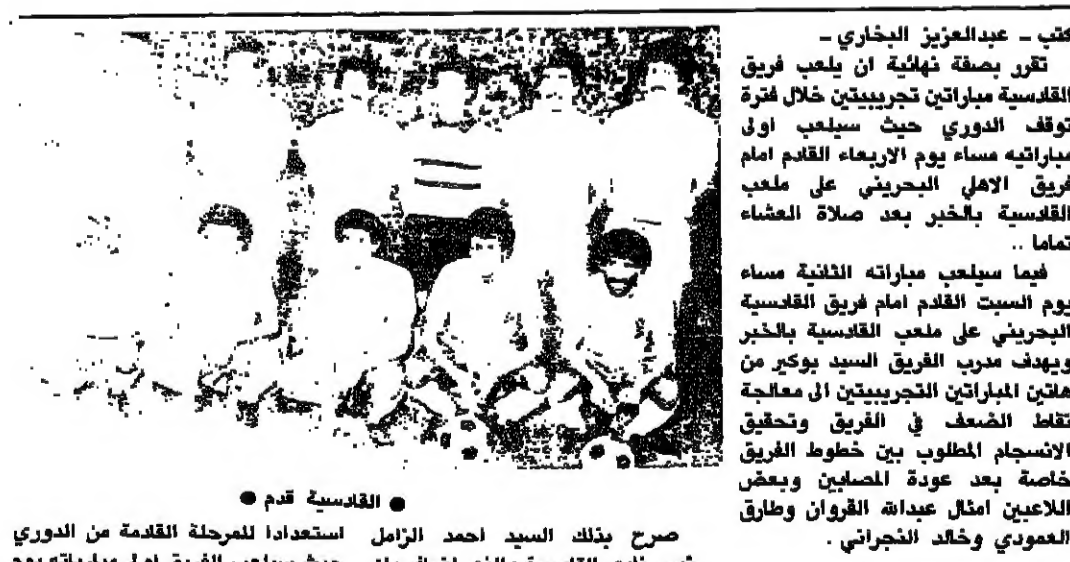 كتب ـ عبدالعزيز البخاري ـ
تقرر بصفة نهائية ان يلعب فريق
القادسية مباراتين تجريبيتين خلال فترة
توقف الدوري حيث سيلعب اولى
مباراتيه مساء يوم الاربعاء القادم امام
فريق الاهلي البحريني على ملعب
القادسية بالخبر بعد صلاة العشاء
تماما ..
فيما سيلعب مباراته الثانية مساء
يوم السبت القادم امام فريق القادسية
البحريني على ملعب القادسية بالخبر
ويهدف مدرب الفريق السيد بوكير من
هاتين المباراتين التجريبيتين الى معالجة
نقاط الضعف في الفريق وتحقيق
الانسجام المطلوب بين خطوط الفريق
خاصة بعد عودة المصابين وبعض
اللاعبين امثال عبدالله القروان وطارق
العمودي وخالد النجراني .
● القادسية قدم ●
صرح بذلك السيد احمد الزامل
استعدادا للمرحلة القادمة من الدوري